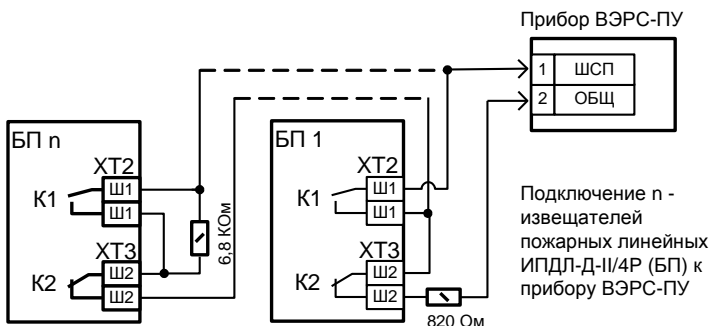 Прибор ВЭРС-ПУ
1 ШСП
2 ОБЩ
БП n
ХТ2
К1
Ш1
Ш1
6,8 КОм
ХТ3
К2
Ш2
Ш2
БП 1
ХТ2
К1
Ш1
Ш1
ХТ3
К2
Ш2
Ш2
820 Ом
Подключение n -
извещателей
пожарных линейных
ИПДЛ-Д-II/4Р (БП) к
прибору ВЭРС-ПУ